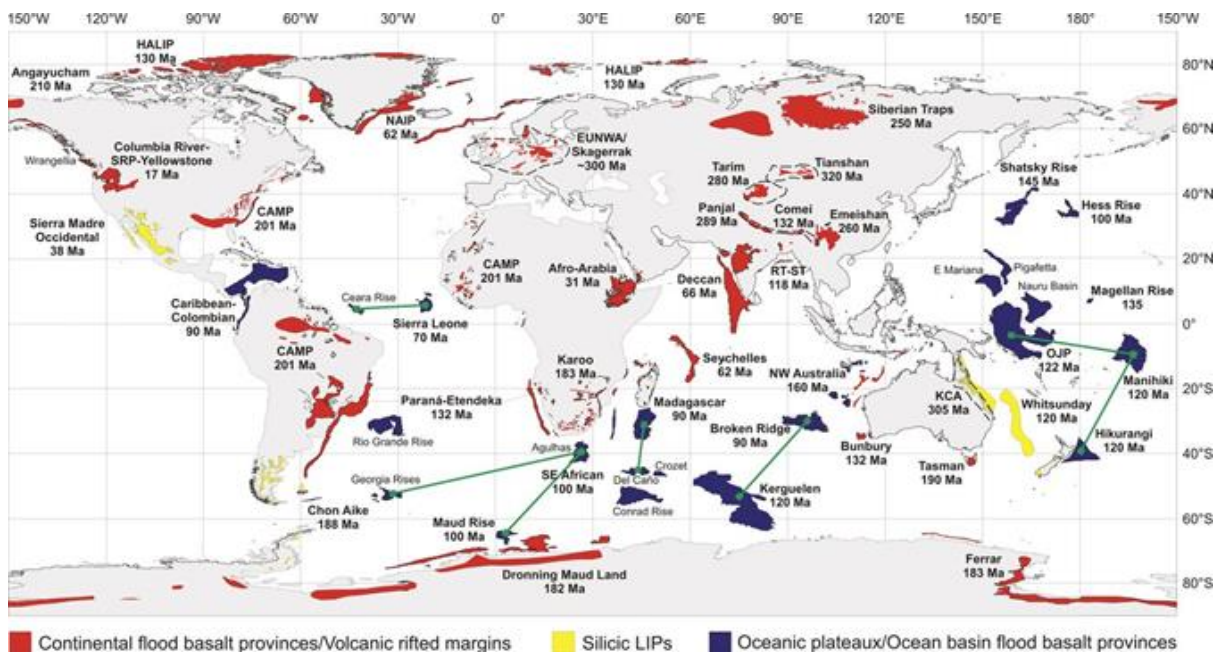 150°W 120°W 90°W 60°W 30°W 0° 30°E 60°E 90°E 120°E 150°E 180° 150°W
HALIP
130 Ma
Angayucham
210 Ma
HALIP
130 Ma
80°N
NAIP
62 Ma
Siberian Traps
250 Ma
60°N
Columbia River-
SRP-Yellowstone
17 Ma
Wrangellia
EUNWA/
Skagerrak
~300 Ma
Tarim
280 Ma
Tianshan
320 Ma
Shatsky Rise
145 Ma
40°N
Hess Rise
100 Ma
CAMP
201 Ma
Panjal
289 Ma
Comei
132 Ma
Emeishan
260 Ma
Sierra Madre
Occidental
38 Ma
20°N
CAMP
201 Ma
Afro-Arabia
31 Ma
Deccan
66 Ma
RT-ST
118 Ma
E Mariana
Pigafetta
Nauru Basin
Magellan Rise
135
Caribbean-
Colombian
90 Ma
Ceara Rise
Sierra Leone
70 Ma
0°
CAMP
201 Ma
Karoo
183 Ma
Seychelles
62 Ma
NW Australia
160 Ma
OJP
122 Ma
Manihiki
120 Ma
20°S
Paraná-Etendeka
132 Ma
Madagascar
90 Ma
KCA
305 Ma
Whitsunday
120 Ma
Rio Grande Rise
Broken Ridge
90 Ma
Bunbury
132 Ma
Hikurangi
120 Ma
Agulhas
SE African
100 Ma
Tasman
190 Ma
40°S
Georgia Rises
Del Caño
Crozet
Conrad Rise
Kerguelen
120 Ma
Chon Aike
188 Ma
Maud Rise
100 Ma
60°S
Dronning Maud Land
182 Ma
Ferrar
183 Ma
80°S
Continental flood basalt provinces/Volcanic rifted margins
Silicic LIPs
Oceanic plateaux/Ocean basin flood basalt provinces